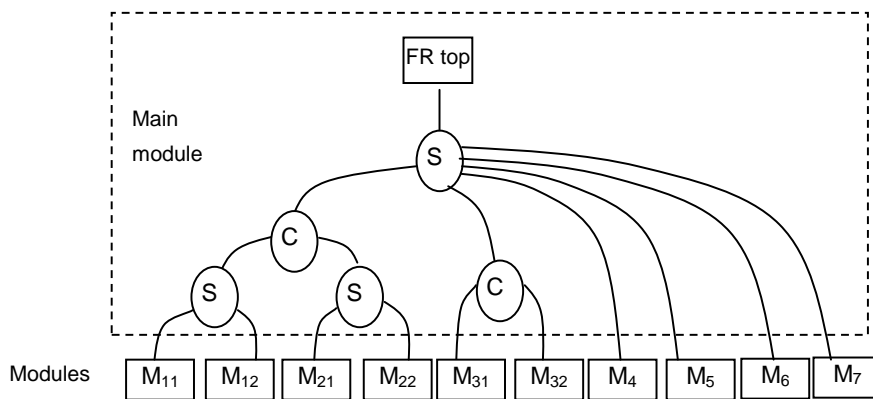 FR top
Main
module
S
C
S S C
Modules M₁₁ M₁₂ M₂₁ M₂₂ M₃₁ M₃₂ M₄ M₅ M₆ M₇